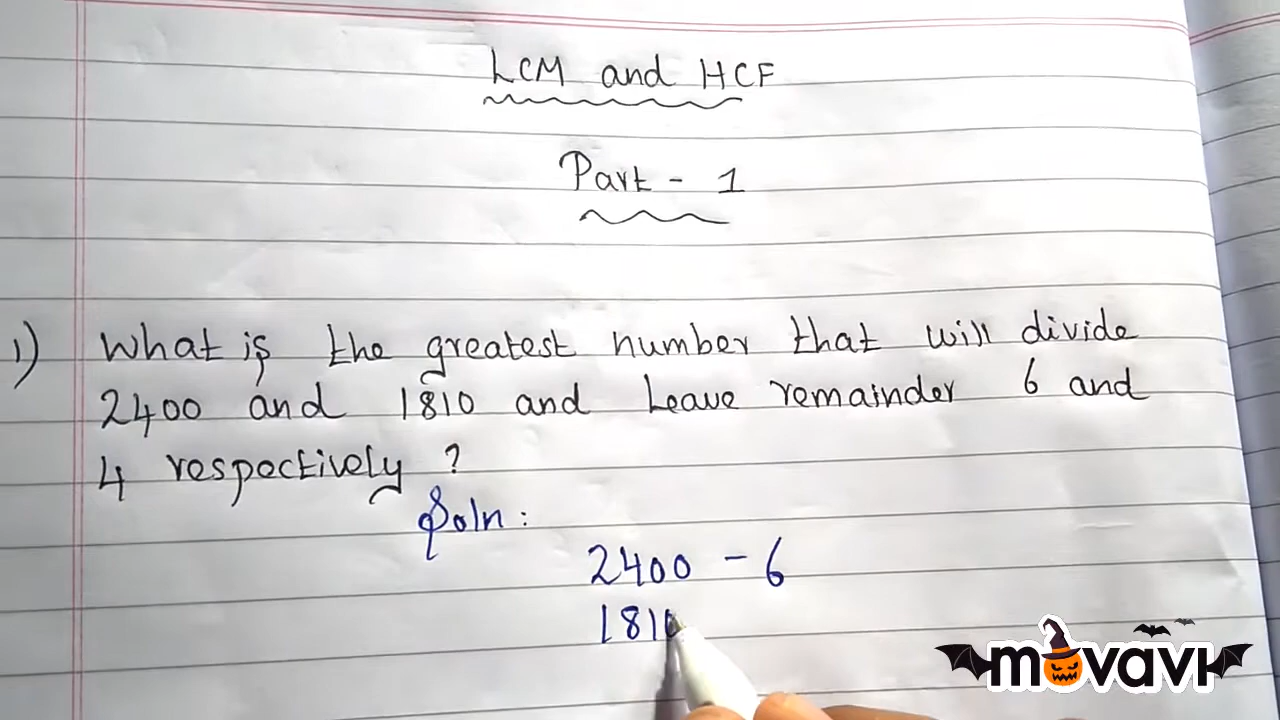 LCM and HCF
Part - 1
1) What is the greatest number that will divide
2400 and 1810 and Leave remainder 6 and
4 respectively ?
Soln :
2400 - 6
1810
movavi